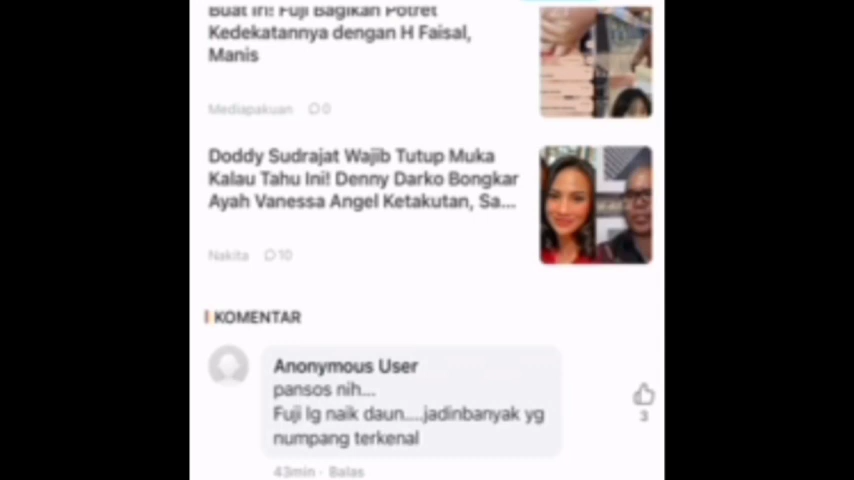 Buat Iri! Fuji Bagikan Potret
Kedekatannya dengan H Faisal,
Manis
Mediapakuan 0
Doddy Sudrajat Wajib Tutup Muka
Kalau Tahu Ini! Denny Darko Bongkar
Ayah Vanessa Angel Ketakutan, Sa...
Nakita 10
KOMENTAR
Anonymous User
pansos nih...
Fuji lg naik daun....jadinbanyak yg
numpang terkenal
3
43min · Balas